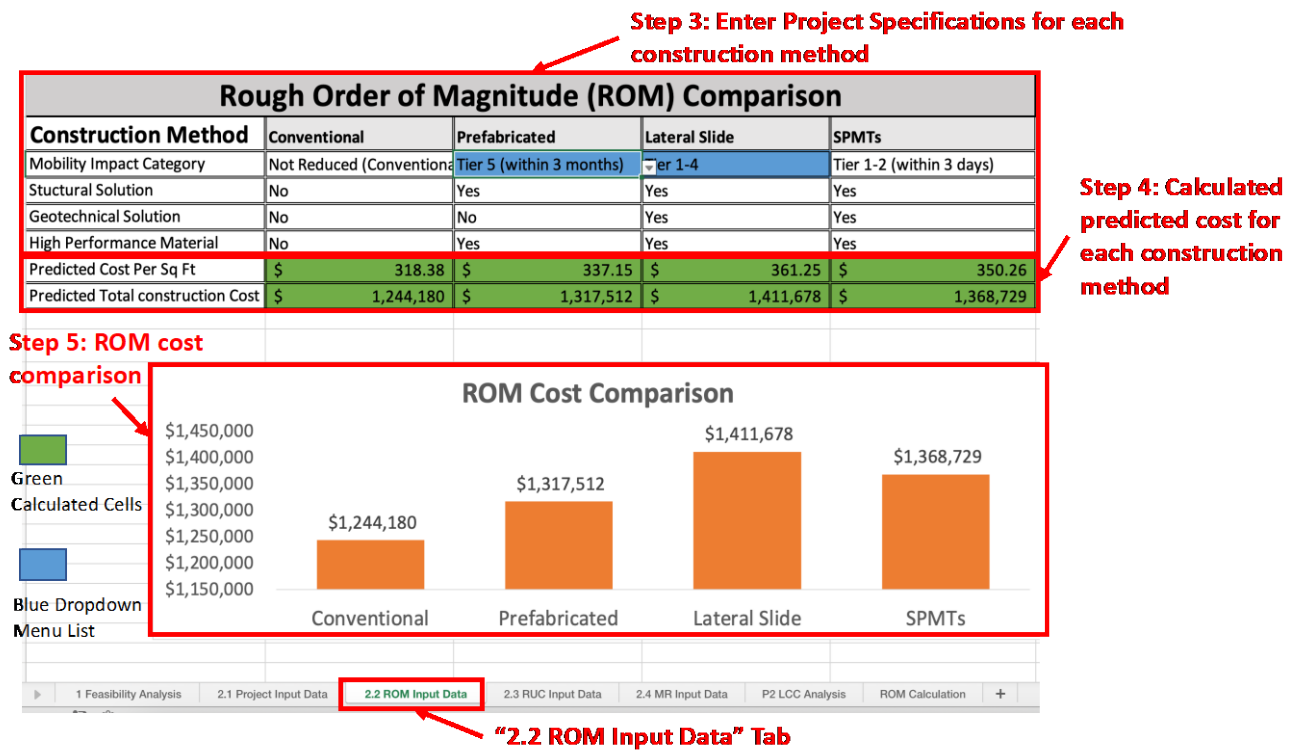 Step 3: Enter Project Specifications for each
construction method
Rough Order of Magnitude (ROM) Comparison
Construction Method Conventional Prefabricated Lateral Slide SPMTs
Mobility Impact Category Not Reduced (Conventiona Tier 5 (within 3 months) er 1-4 Tier 1-2 (within 3 days)
Stuctural Solution No Yes Yes Yes
Geotechnical Solution No No Yes Yes
High Performance Material No Yes Yes Yes
Predicted Cost Per Sq Ft $ 318.38 $ 337.15 $ 361.25 $ 350.26
Predicted Total construction Cost $ 1,244,180 $ 1,317,512 $ 1,411,678 $ 1,368,729
Step 4: Calculated
predicted cost for
each construction
method
Step 5: ROM cost
comparison
ROM Cost Comparison
$1,450,000
$1,400,000
$1,350,000
$1,300,000
$1,250,000
$1,200,000
$1,150,000
$1,244,180
$1,317,512
$1,411,678
$1,368,729
Conventional Prefabricated Lateral Slide SPMTs
Green
Calculated Cells
Blue Dropdown
Menu List
1 Feasibility Analysis 2.1 Project Input Data 2.2 ROM Input Data 2.3 RUC Input Data 2.4 MR Input Data P2 LCC Analysis ROM Calculation +
“2.2 ROM Input Data” Tab